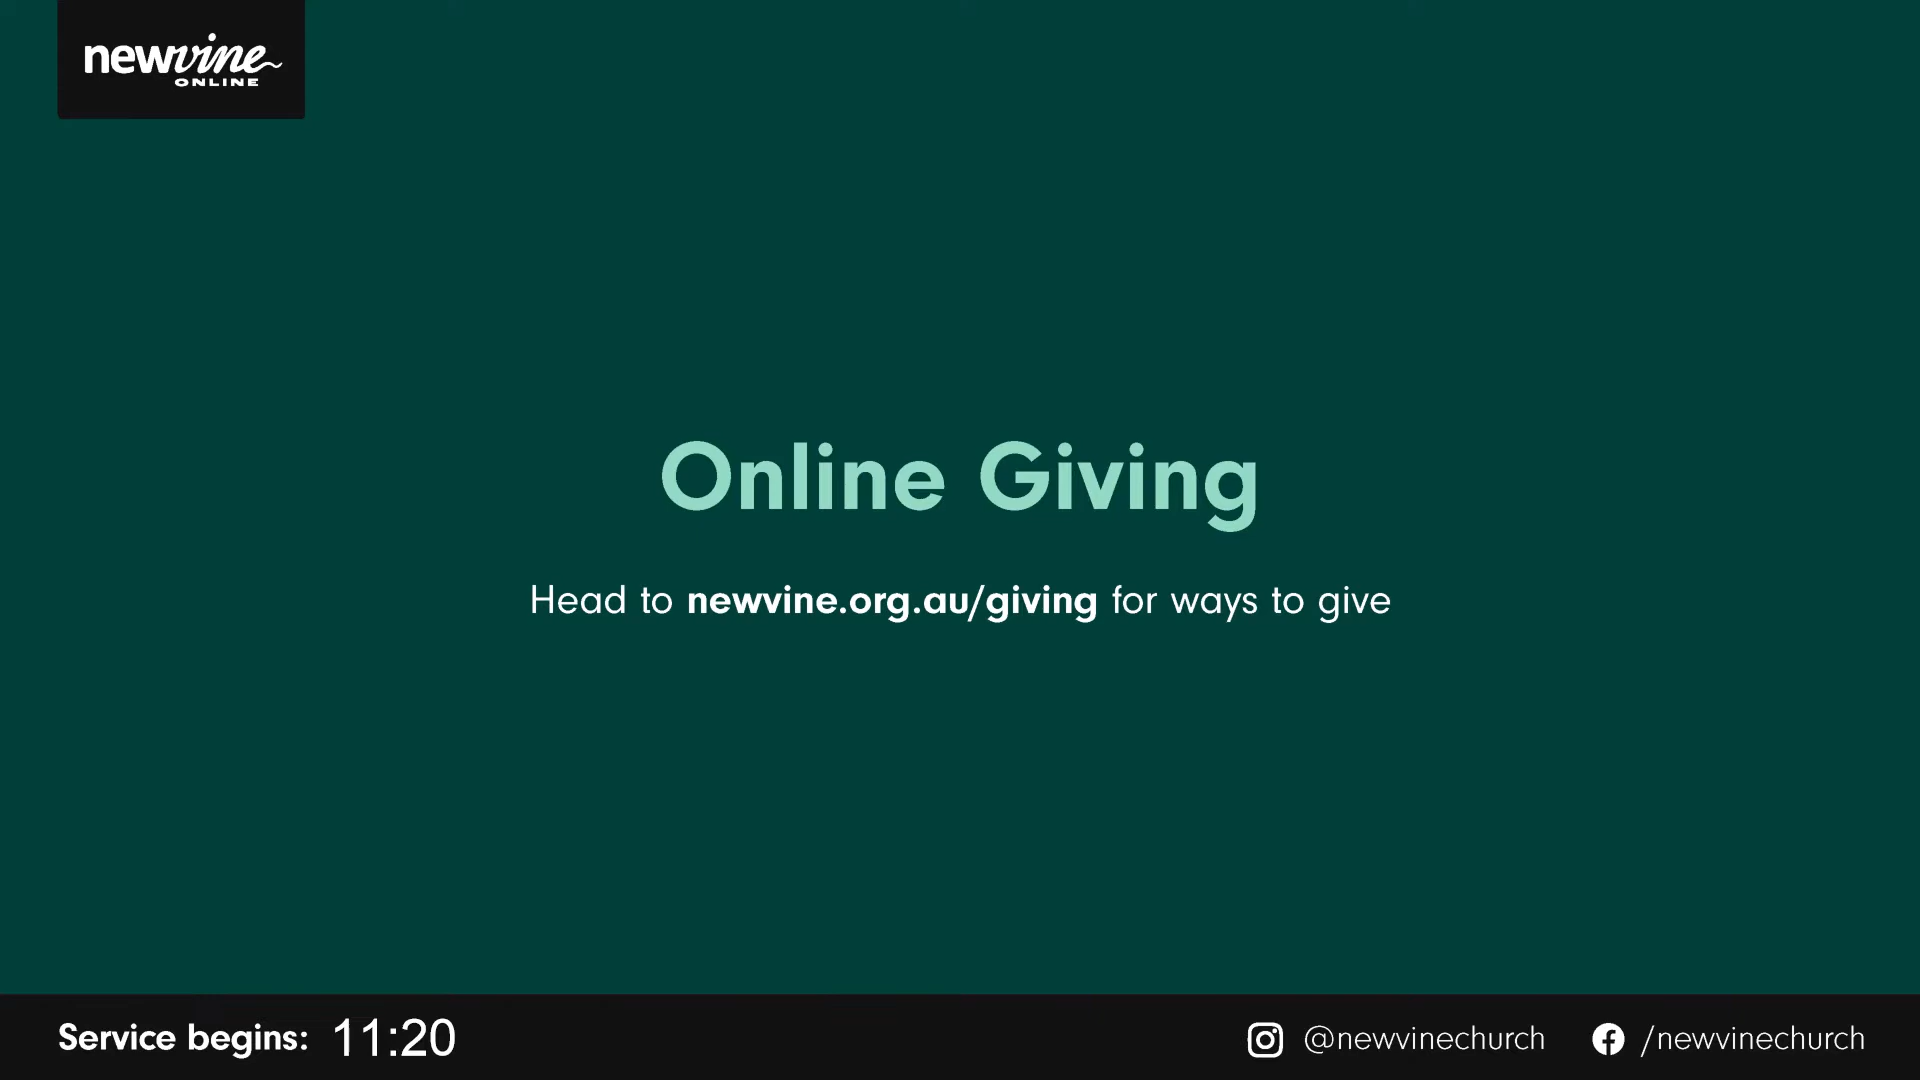 newvine
ONLINE
Online Giving
Head to newvine.org.au/giving for ways to give
Service begins: 11:20
@newvinechurch
/newvinechurch